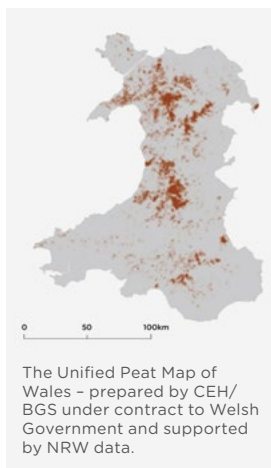 0 50 100km
The Unified Peat Map of
Wales – prepared by CEH/
BGS under contract to Welsh
Government and supported
by NRW data.